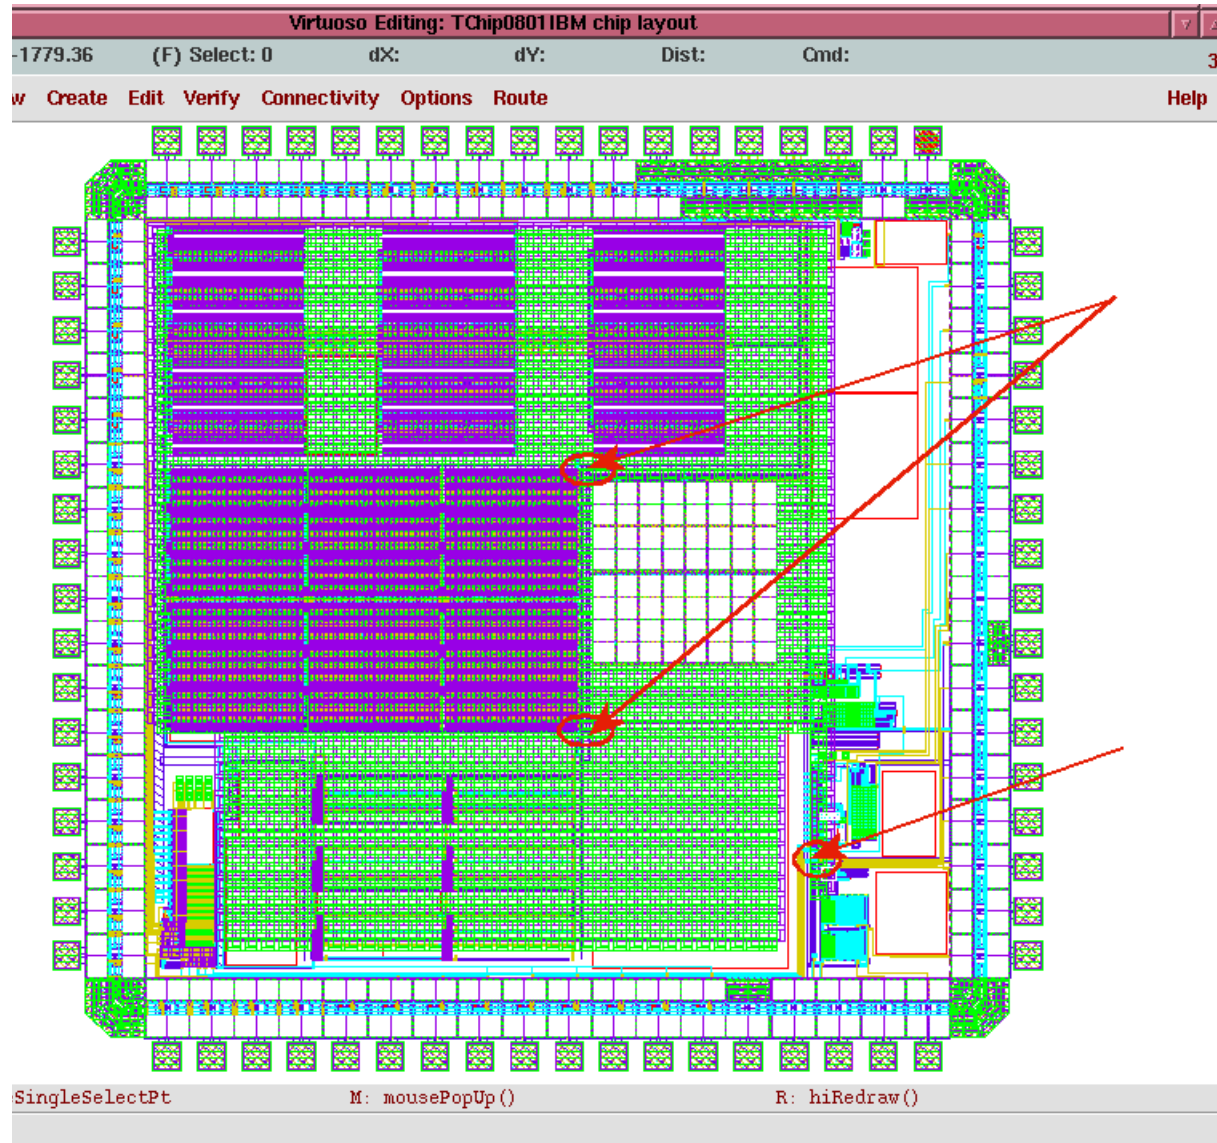 Virtuoso Editing: TChip0801IBM chip layout
-1779.36 (F) Select: 0 dX: dY: Dist: Cmd: 3
w Create Edit Verify Connectivity Options Route Help
SingleSelectPt M: mousePopUp() R: hiRedraw()